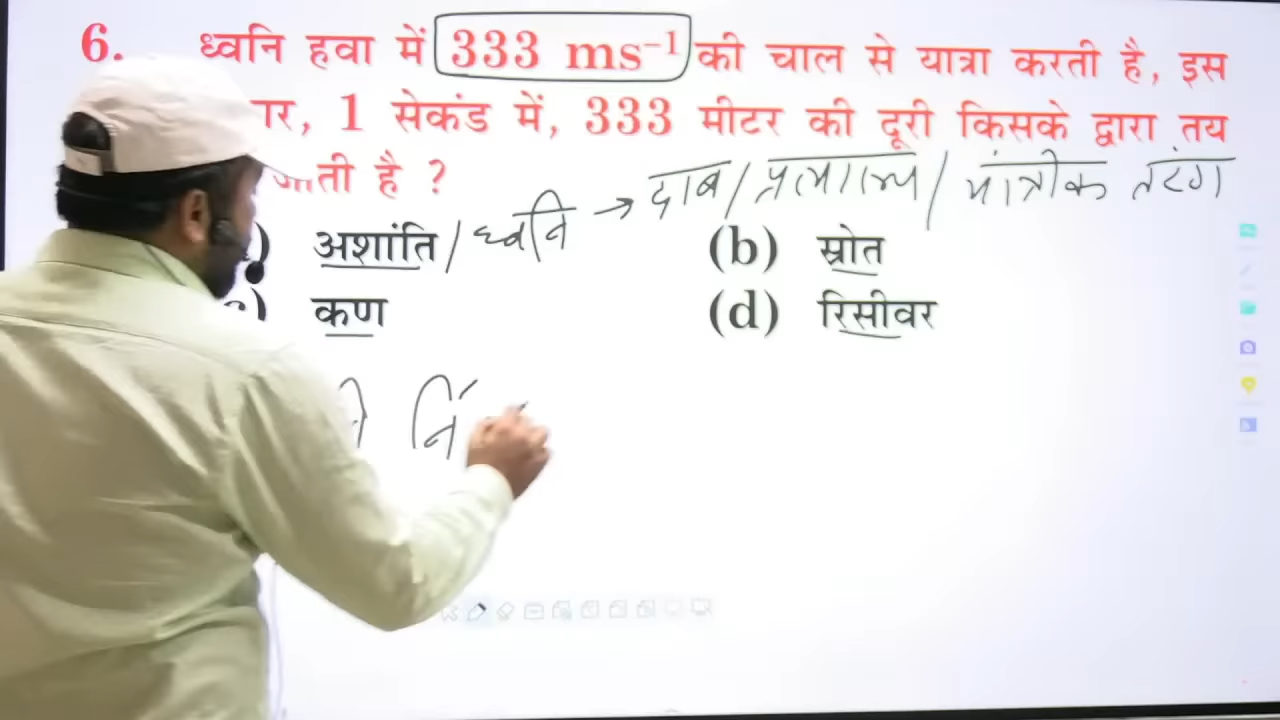 6. ध्वनि हवा में 333 ms⁻¹ की चाल से यात्रा करती है, इस
1 सेकंड में, 333 मीटर की दूरी किसके द्वारा तय
है ?
दाब / प्रत्यास्थ / यांत्रीक तरंग
अशांति / ध्वनि → (b) स्रोत
कण (d) रिसीवर